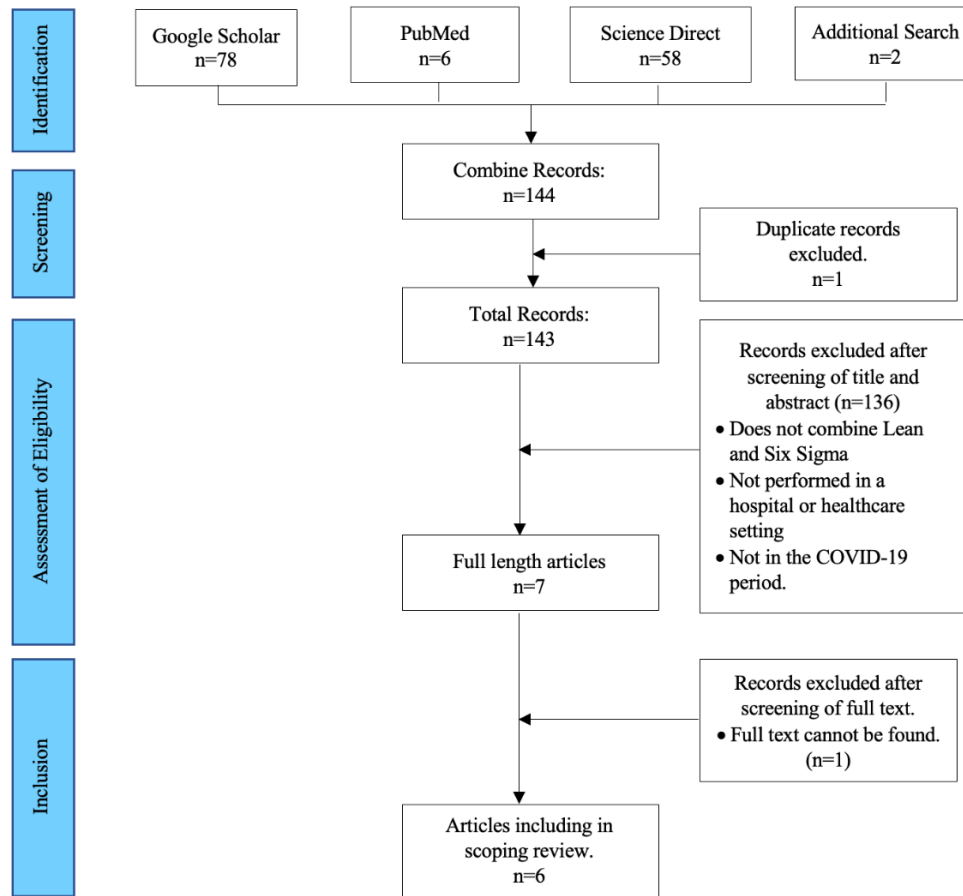 Identification
Google Scholar
n=78
PubMed
n=6
Science Direct
n=58
Additional Search
n=2
Screening
Combine Records:
n=144
Duplicate records
excluded.
n=1
Total Records:
n=143
Assessment of Eligibility
Records excluded after
screening of title and
abstract (n=136)
• Does not combine Lean
and Six Sigma
• Not performed in a
hospital or healthcare
setting
• Not in the COVID-19
period.
Full length articles
n=7
Inclusion
Records excluded after
screening of full text.
• Full text cannot be found.
(n=1)
Articles including in
scoping review.
n=6